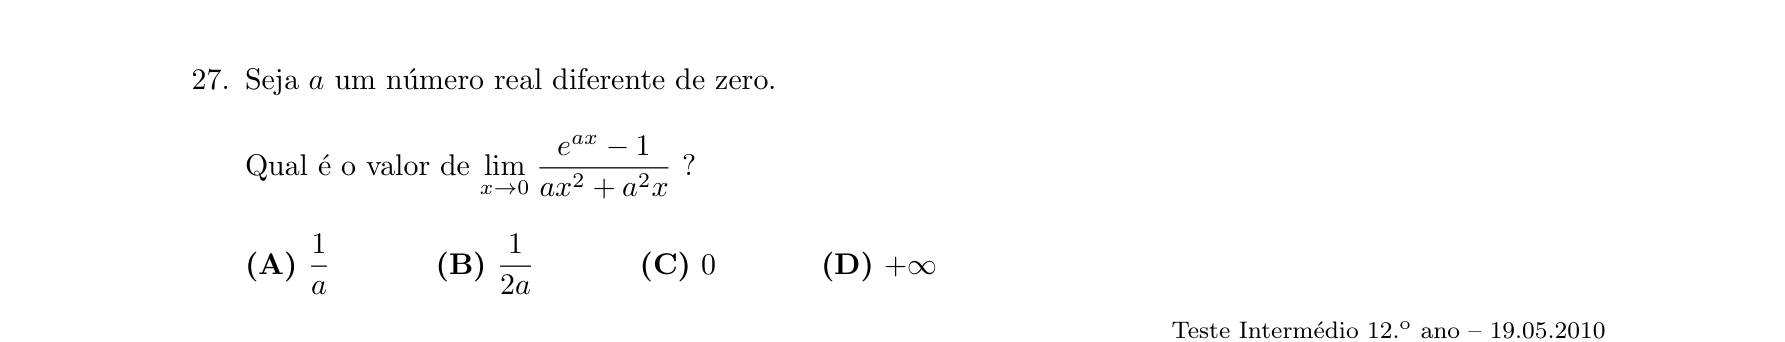 27. Seja a um número real diferente de zero.
Qual é o valor de $\lim_{x \to 0} \frac{e^{ax} - 1}{ax^2 + a^2x}$ ?
(A) $\frac{1}{a}$ (B) $\frac{1}{2a}$ (C) 0 (D) $+\infty$
Teste Intermédio 12.º ano – 19.05.2010